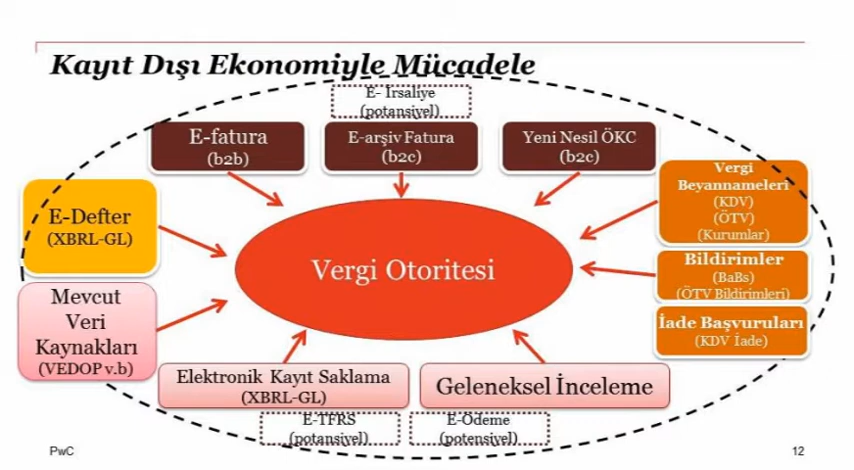 Kayıt Dışı Ekonomiyle Mücadele
E- İrsaliye
(potansiyel)
E-fatura
(b2b)
E-arşiv Fatura
(b2c)
Yeni Nesil ÖKC
(b2c)
E-Defter
(XBRL-GL)
Vergi
Beyannameleri
(KDV)
(ÖTV)
(Kurumlar)
Vergi Otoritesi
Bildirimler
(BaBs)
(ÖTV Bildirimleri)
Mevcut
Veri
Kaynakları
(VEDOP v.b)
İade Başvuruları
(KDV İade)
Elektronik Kayıt Saklama
(XBRL-GL)
Geleneksel İnceleme
E-TFRS
(potansiyel)
E-Ödeme
(potensiyel)
PwC
12